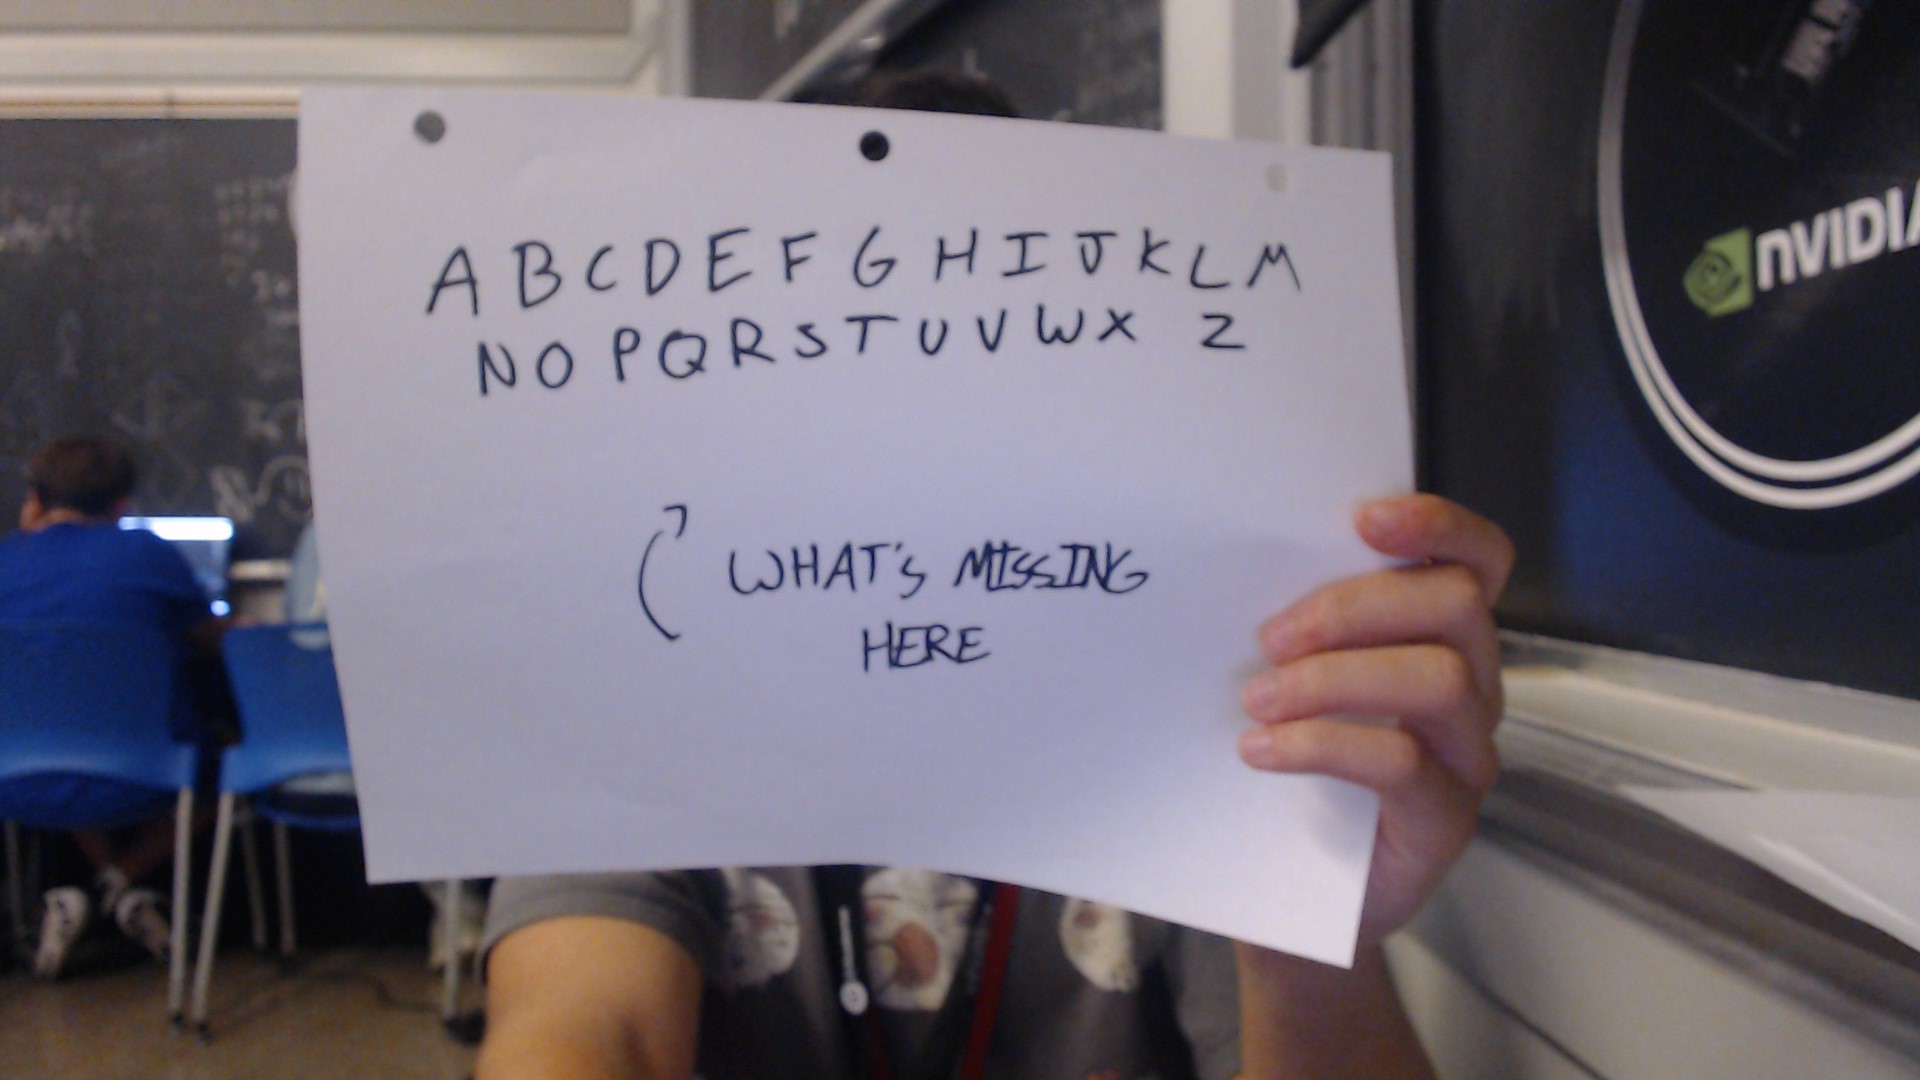 A B C D E F G H I J K L M
N O P Q R S T U V W X Z
WHAT'S MISSING
HERE
NVIDIA